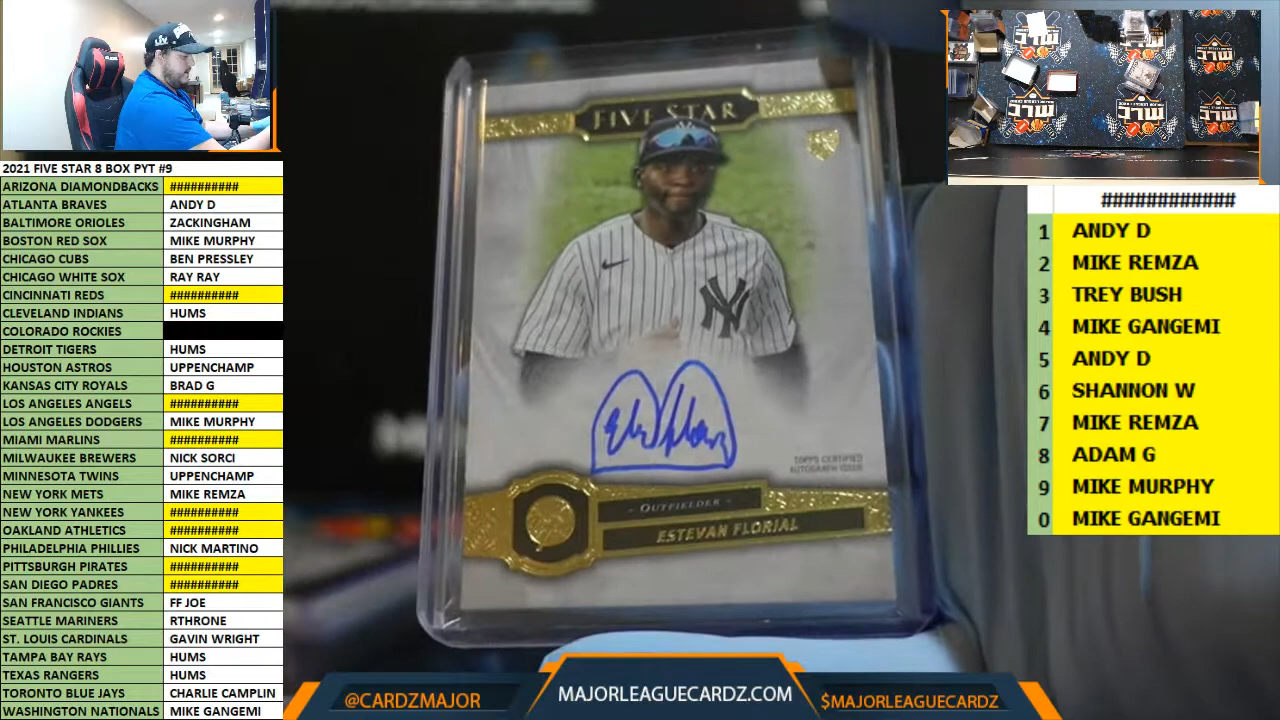 2021 FIVE STAR 8 BOX PYT #9
ARIZONA DIAMONDBACKS ##########
ATLANTA BRAVES ANDY D
BALTIMORE ORIOLES ZACKINGHAM
BOSTON RED SOX MIKE MURPHY
CHICAGO CUBS BEN PRESSLEY
CHICAGO WHITE SOX RAY RAY
CINCINNATI REDS ##########
CLEVELAND INDIANS HUMS
COLORADO ROCKIES
DETROIT TIGERS HUMS
HOUSTON ASTROS UPPENCHAMP
KANSAS CITY ROYALS BRAD G
LOS ANGELES ANGELS ##########
LOS ANGELES DODGERS MIKE MURPHY
MIAMI MARLINS ##########
MILWAUKEE BREWERS NICK SORCI
MINNESOTA TWINS UPPENCHAMP
NEW YORK METS MIKE REMZA
NEW YORK YANKEES ##########
OAKLAND ATHLETICS ##########
PHILADELPHIA PHILLIES NICK MARTINO
PITTSBURGH PIRATES ##########
SAN DIEGO PADRES ##########
SAN FRANCISCO GIANTS FF JOE
SEATTLE MARINERS RTHRONE
ST. LOUIS CARDINALS GAVIN WRIGHT
TAMPA BAY RAYS HUMS
TEXAS RANGERS HUMS
TORONTO BLUE JAYS CHARLIE CAMPLIN
WASHINGTON NATIONALS MIKE GANGEMI
FIVE STAR
NY
TOPPS CERTIFIED
AUTOGRAPH ISSUE
OUTFIELDER
ESTEVAN FLORIAL
############
1 ANDY D
2 MIKE REMZA
3 TREY BUSH
4 MIKE GANGEMI
5 ANDY D
6 SHANNON W
7 MIKE REMZA
8 ADAM G
9 MIKE MURPHY
0 MIKE GANGEMI
@CARDZMAJOR
MAJORLEAGUECARDZ.COM
$MAJORLEAGUECARDZ